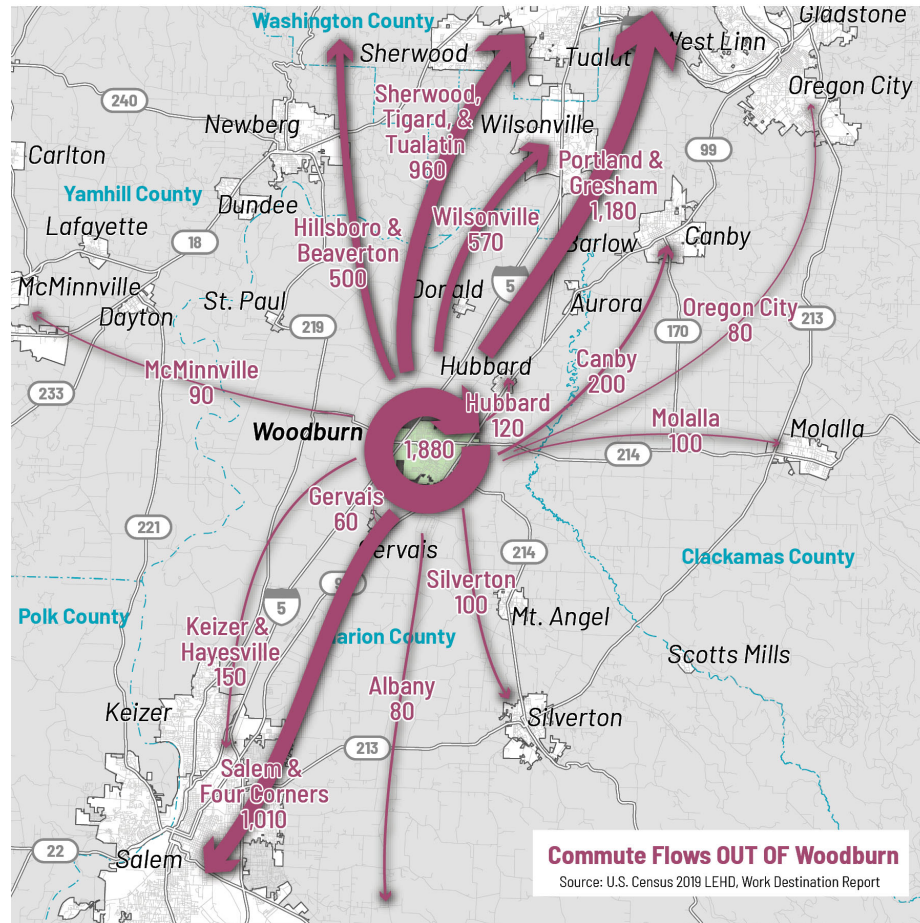 Washington County
Gladstone
Sherwood
West Linn
Oregon City
240
Sherwood,
Tigard, &
Tualatin
960
Newberg
Wilsonville
99
Carlton
Portland &
Gresham
1,180
Yamhill County
Dundee
Lafayette
18
Hillsboro &
Beaverton
500
Wilsonville
570
Barlow
Canby
5
McMinnville
Dayton
St. Paul
219
Donald
Aurora
Oregon City
80
213
170
Hubbard
Canby
200
McMinnville
90
233
Hubbard
120
Molalla
100
Molalla
Woodburn
1,880
214
Gervais
60
221
Gervais
214
Clackamas County
Silverton
100
5
Polk County
Keizer &
Hayesville
150
Marion County
Mt. Angel
Scotts Mills
Albany
80
Keizer
Silverton
213
Salem &
Four Corners
1,010
22
Salem
Commute Flows OUT OF Woodburn
Source: U.S. Census 2019 LEHD, Work Destination Report